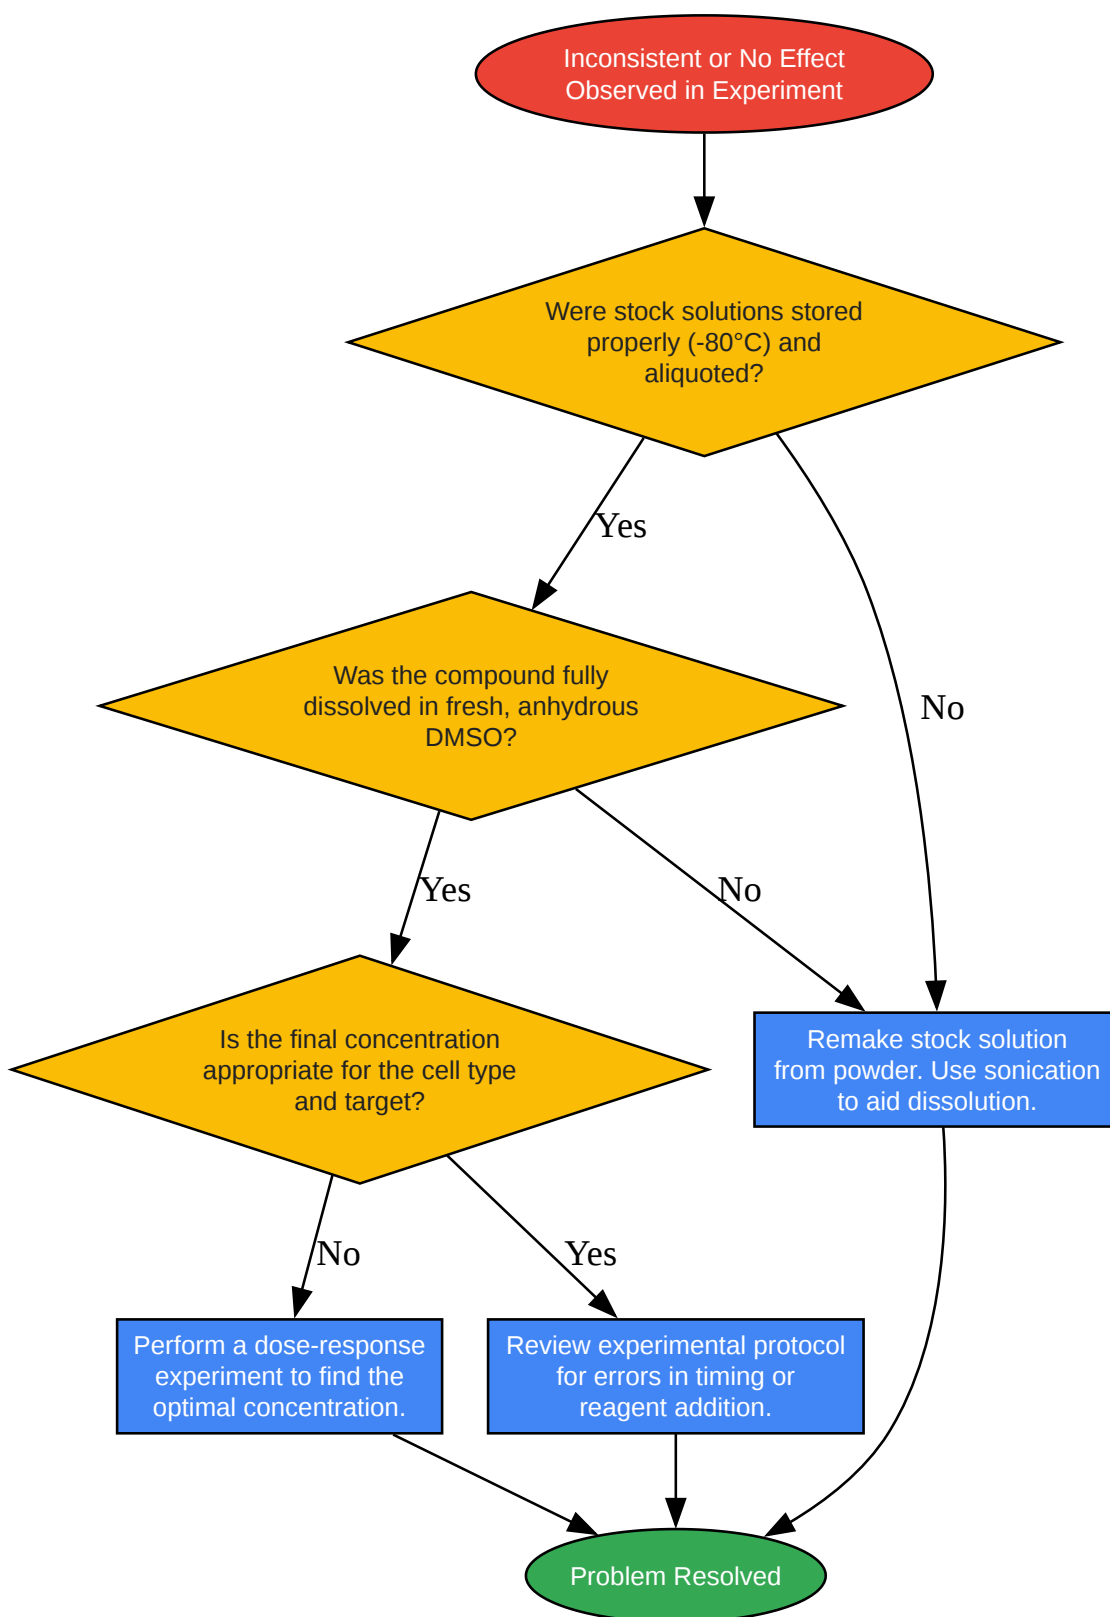 Inconsistent or No Effect
Observed in Experiment
Were stock solutions stored
properly (-80°C) and
aliquoted?
Yes
No
Was the compound fully
dissolved in fresh, anhydrous
DMSO?
Yes
No
Is the final concentration
appropriate for the cell type
and target?
Remake stock solution
from powder. Use sonication
to aid dissolution.
No
Yes
Perform a dose-response
experiment to find the
optimal concentration.
Review experimental protocol
for errors in timing or
reagent addition.
Problem Resolved